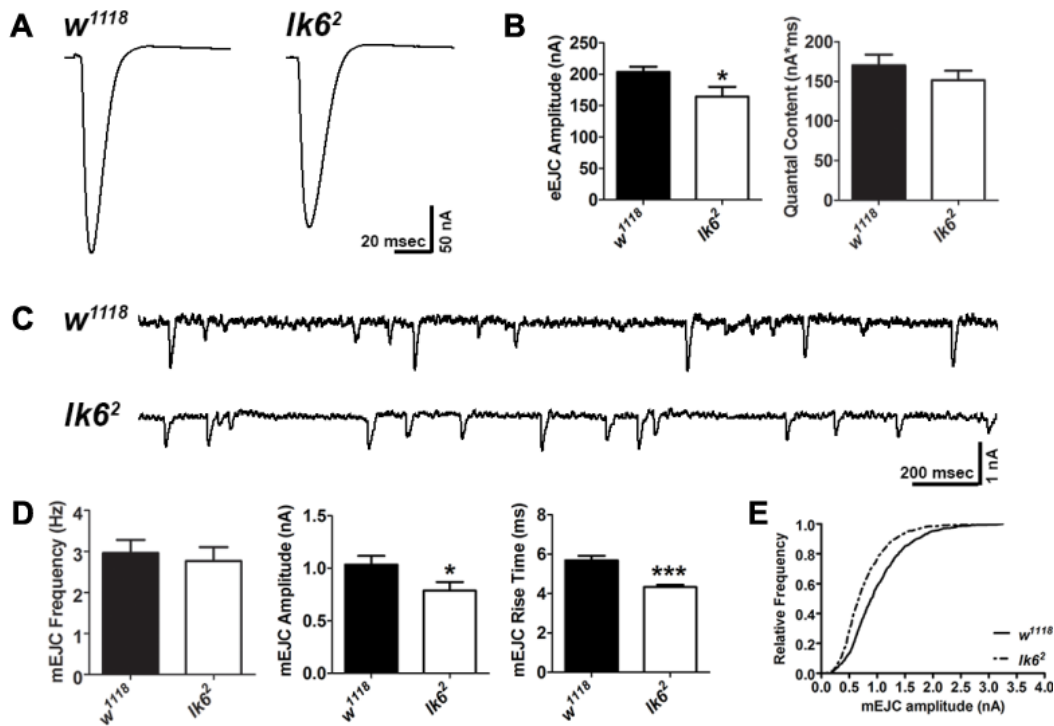 A
w1118
lk62
20 msec
50 nA
B
eEJC Amplitude (nA)
250
200
150
100
50
0
*
w1118
lk62
Quantal Content (nA*ms)
200
150
100
50
0
w1118
lk62
C
w1118
lk62
200 msec
1 nA
D
mEJC Frequency (Hz)
4
3
2
1
0
w1118
lk62
mEJC Amplitude (nA)
1.5
1.0
0.5
0.0
*
w1118
lk62
mEJC Rise Time (ms)
8
6
4
2
0
***
w1118
lk62
E
Relative Frequency
1.0
0.8
0.6
0.4
0.2
0
w1118
lk62
0.0 0.5 1.0 1.5 2.0 2.5 3.0 3.5 4.0
mEJC amplitude (nA)